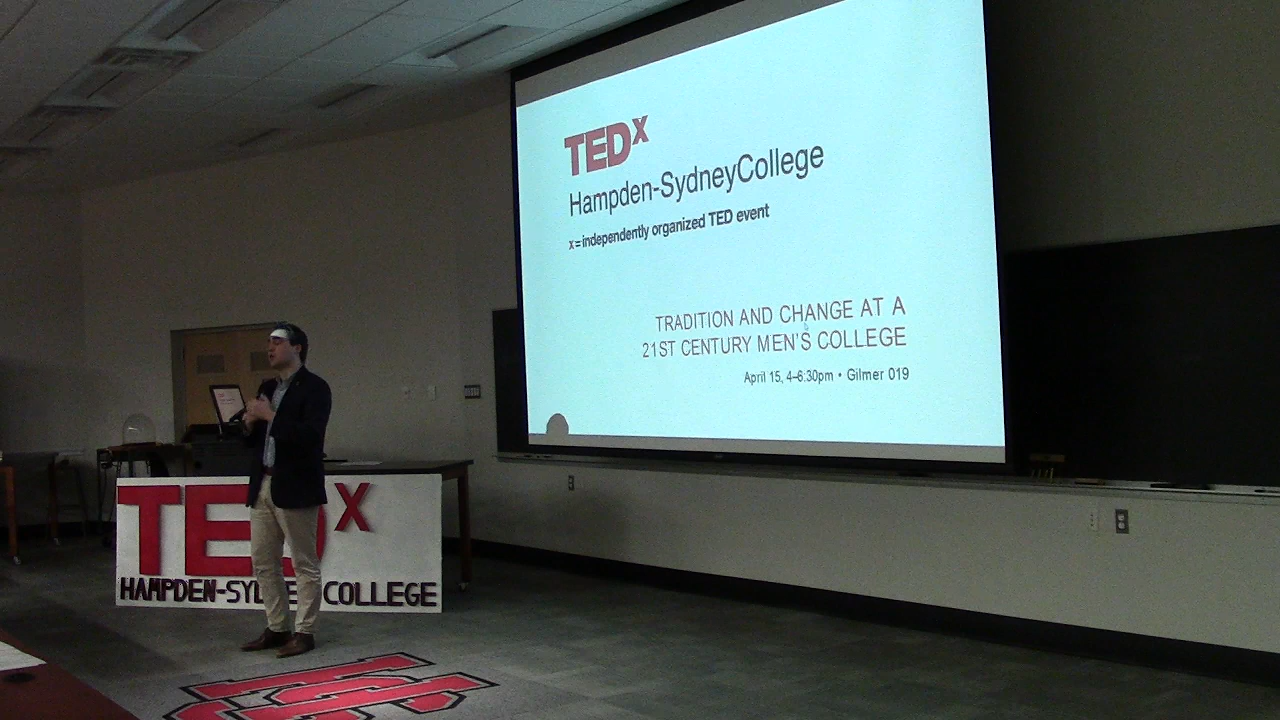 TEDx
Hampden-SydneyCollege
x = independently organized TED event
TRADITION AND CHANGE AT A
21ST CENTURY MEN'S COLLEGE
April 15, 4–6:30pm • Gilmer 019
TEDX
HAMPDEN-SYDNEY COLLEGE